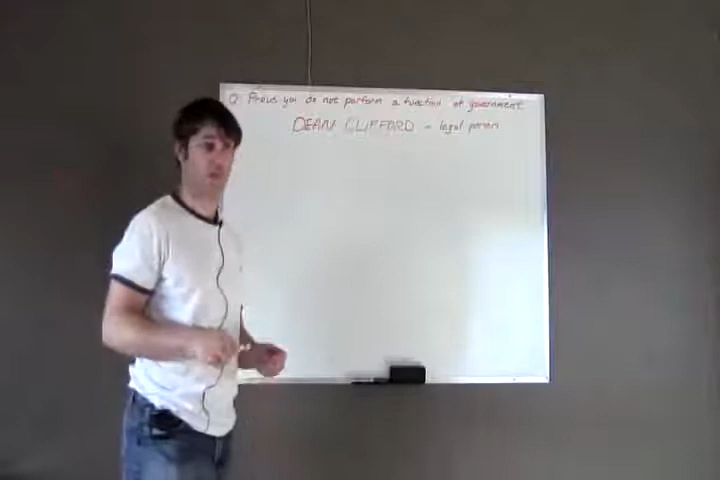 Q Prove you do not perform a function of government.
DEAN CLIFFORD - legal person